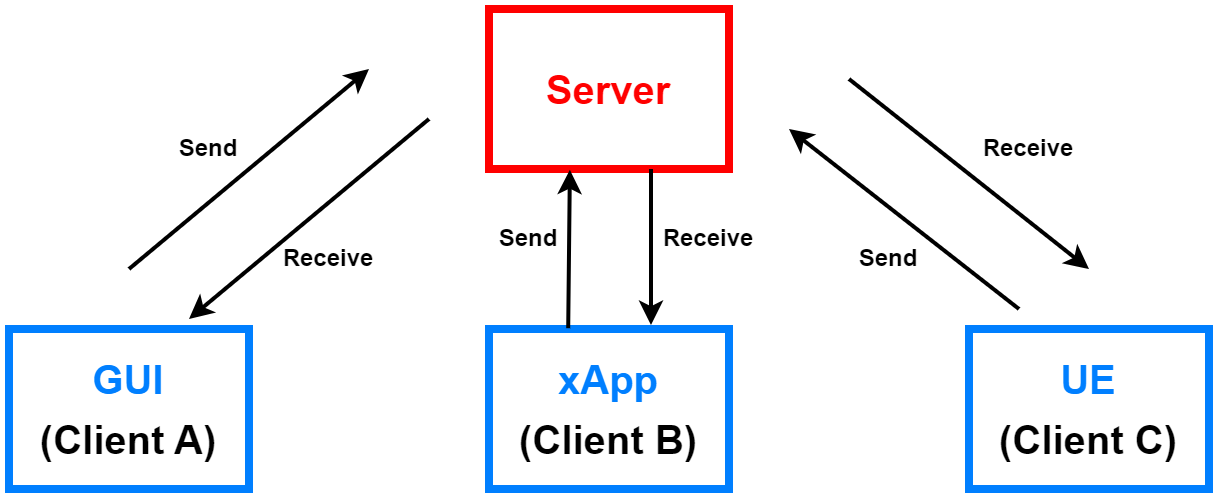 Server
Send
Receive
Send
Receive
Receive
Send
GUI
(Client A)
xApp
(Client B)
UE
(Client C)